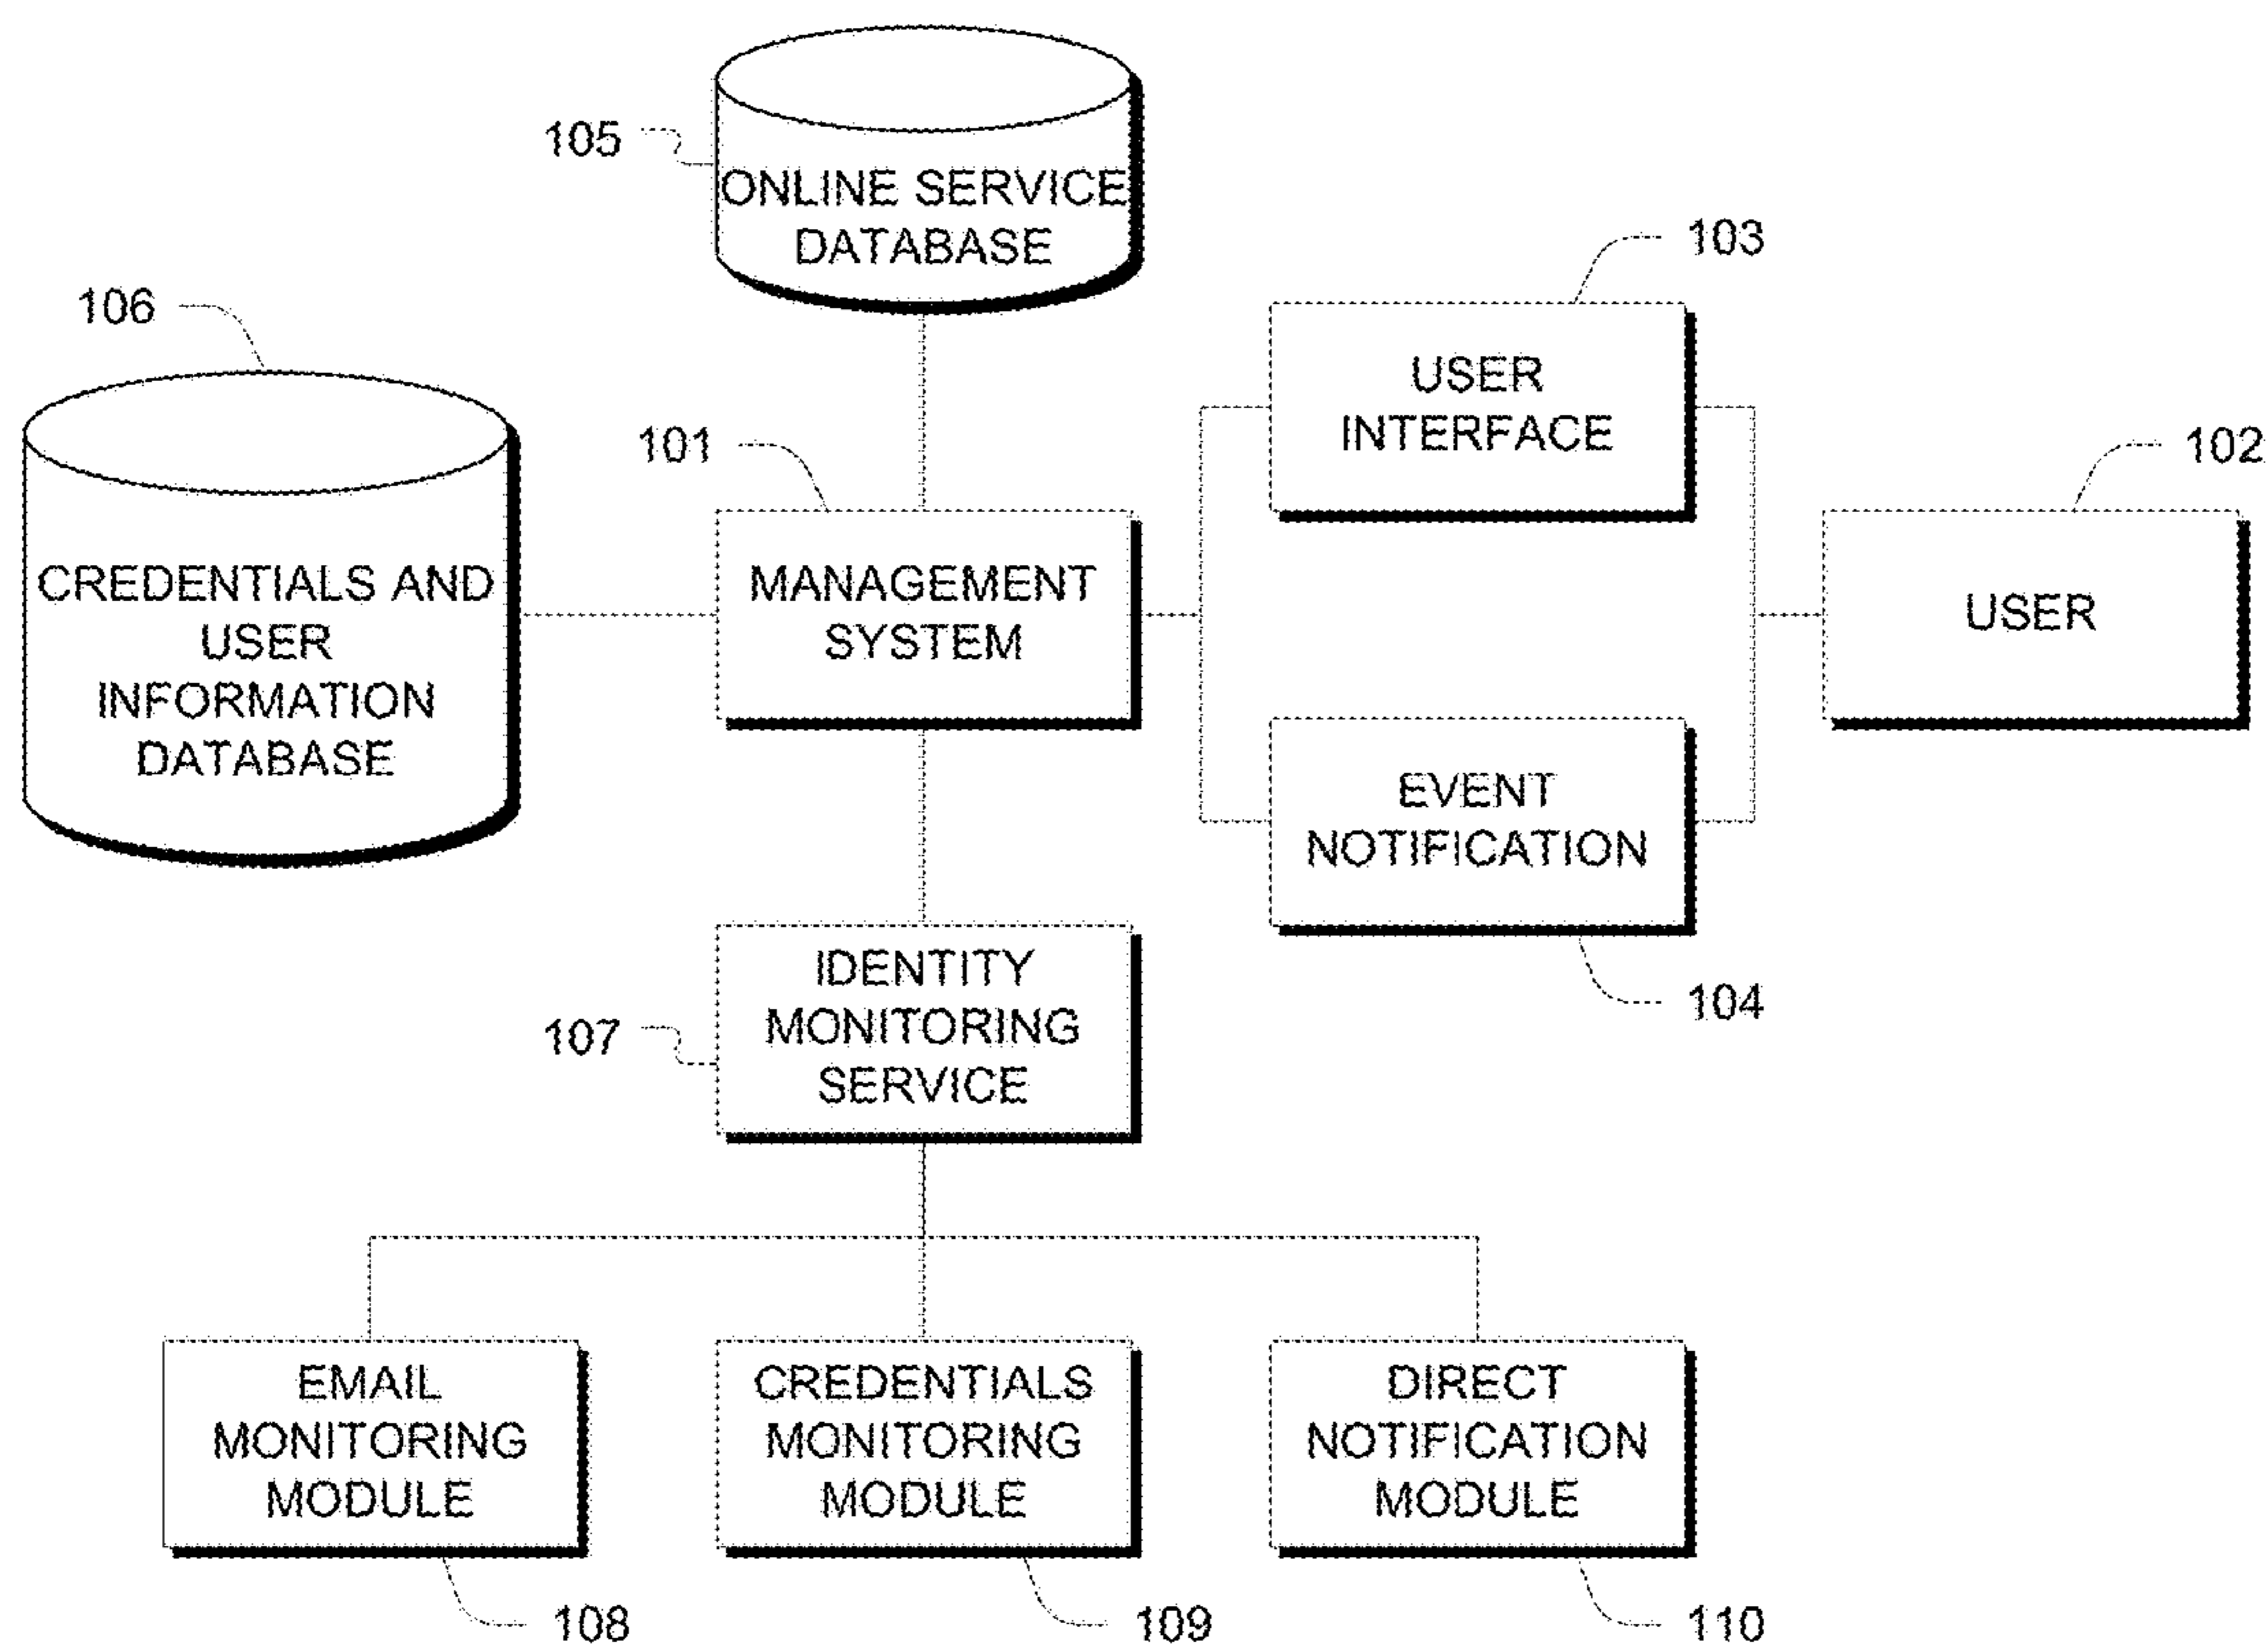 105
ONLINE SERVICE
DATABASE
103
106
USER
INTERFACE
101
102
CREDENTIALS AND
USER
INFORMATION
DATABASE
MANAGEMENT
SYSTEM
USER
EVENT
NOTIFICATION
104
IDENTITY
MONITORING
SERVICE
107
EMAIL
MONITORING
MODULE
CREDENTIALS
MONITORING
MODULE
DIRECT
NOTIFICATION
MODULE
108
109
110